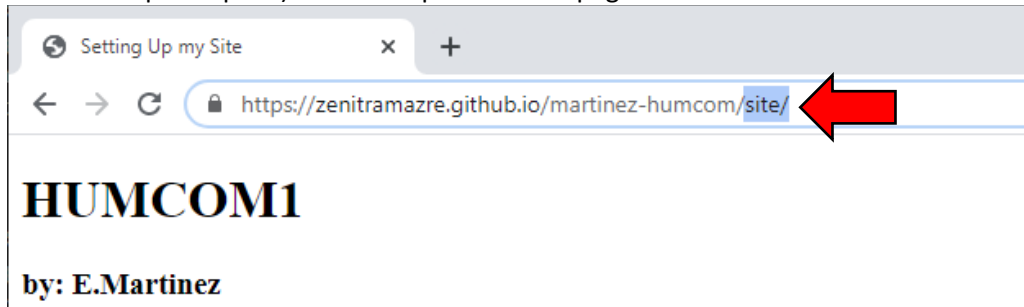 Setting Up my Site
https://zenitramazre.github.io/martinez-humcom/site/
HUMCOM1
by: E.Martinez